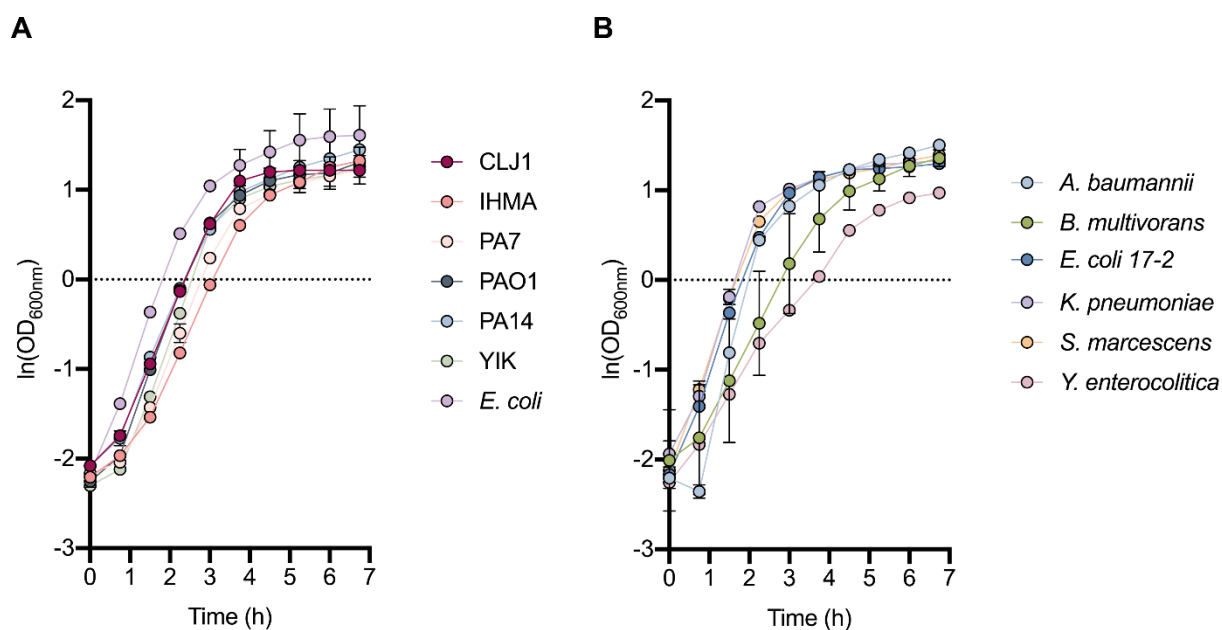 A
ln(OD600nm)
2
1
0
-1
-2
-3
0 1 2 3 4 5 6 7
Time (h)
CLJ1
IHMA
PA7
PAO1
PA14
YIK
E. coli
B
ln(OD600nm)
2
1
0
-1
-2
-3
0 1 2 3 4 5 6 7
Time (h)
A. baumannii
B. multivorans
E. coli 17-2
K. pneumoniae
S. marcescens
Y. enterocolitica